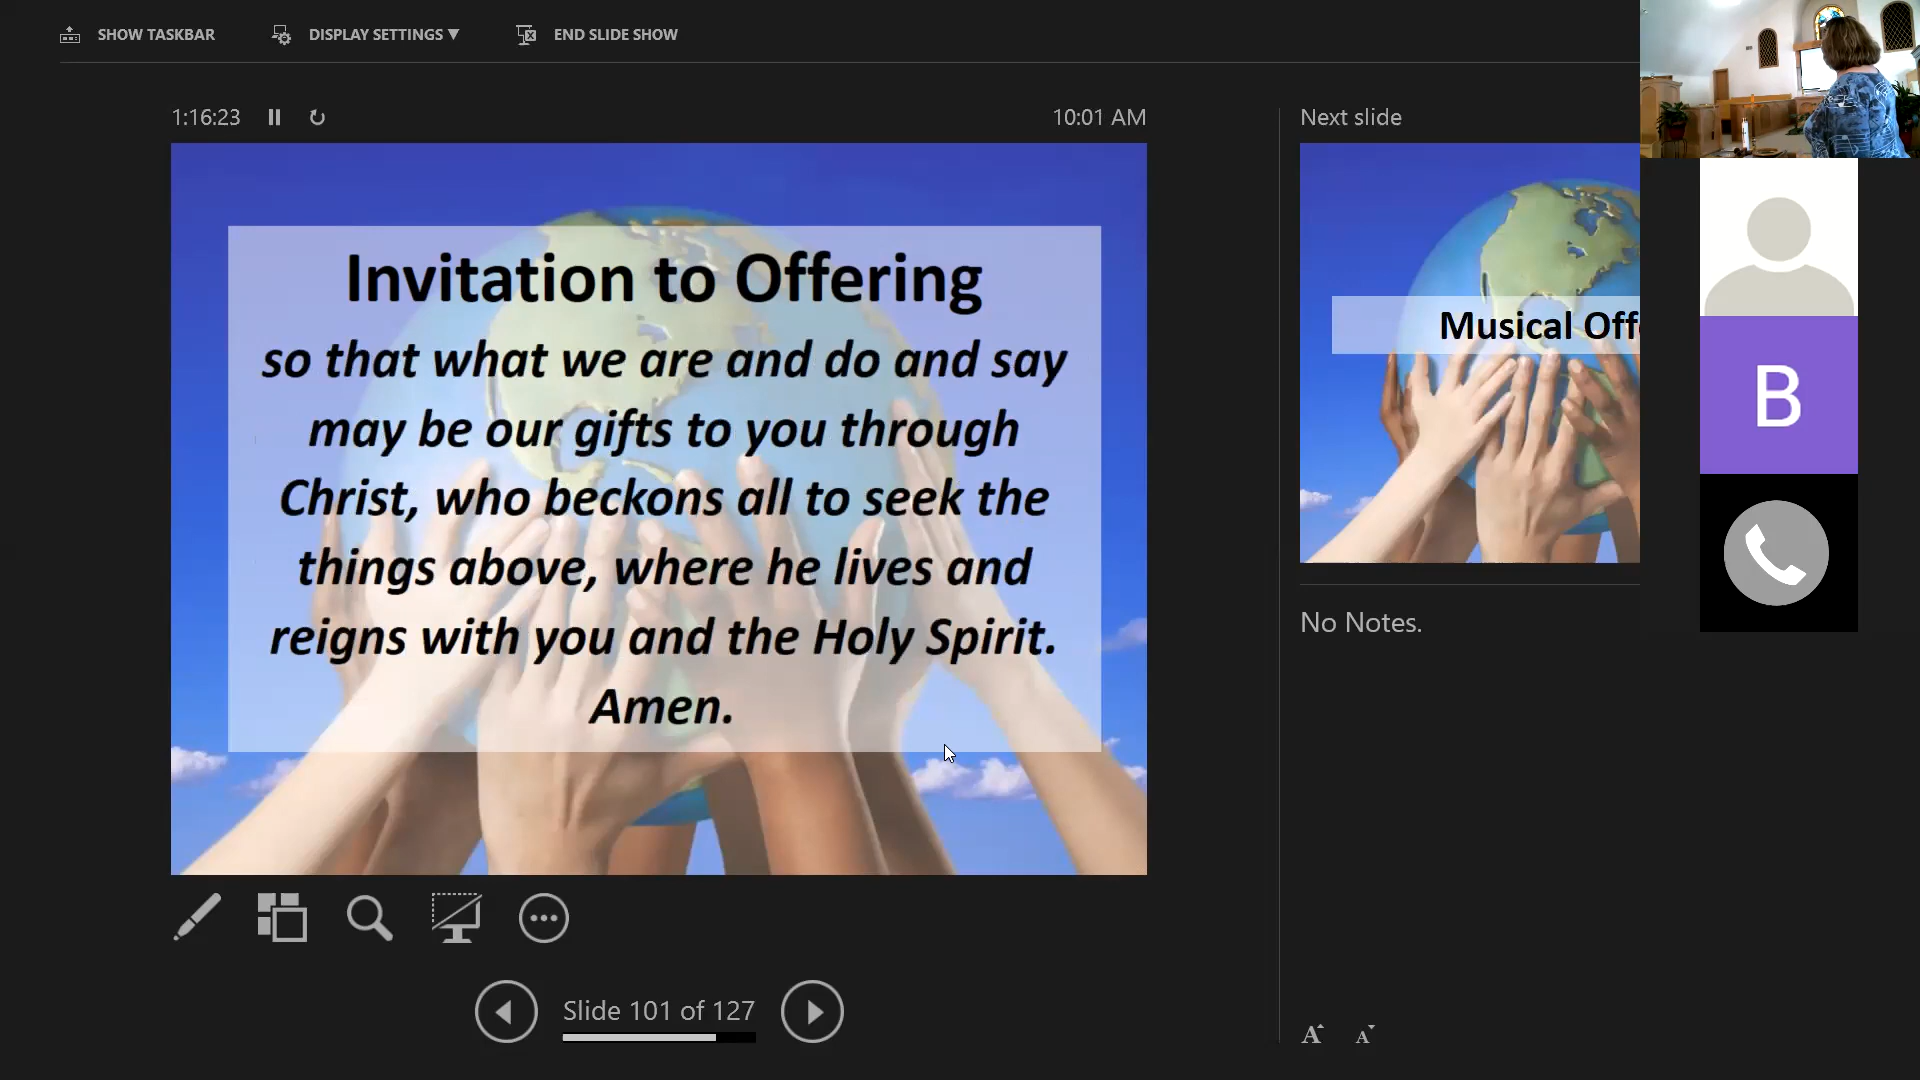 SHOW TASKBAR
DISPLAY SETTINGS ▼
END SLIDE SHOW
1:16:23
10:01 AM
Invitation to Offering
so that what we are and do and say
may be our gifts to you through
Christ, who beckons all to seek the
things above, where he lives and
reigns with you and the Holy Spirit.
Amen.
Slide 101 of 127
Next slide
Musical
No Notes.
A
A
B